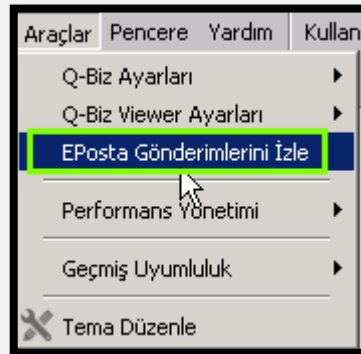 Araçlar Pencere Yardım Kullan
Q-Biz Ayarları
Q-Biz Viewer Ayarları
EPosta Gönderimlerini İzle
Performans Yönetimi
Geçmiş Uyumluluk
Tema Düzenle